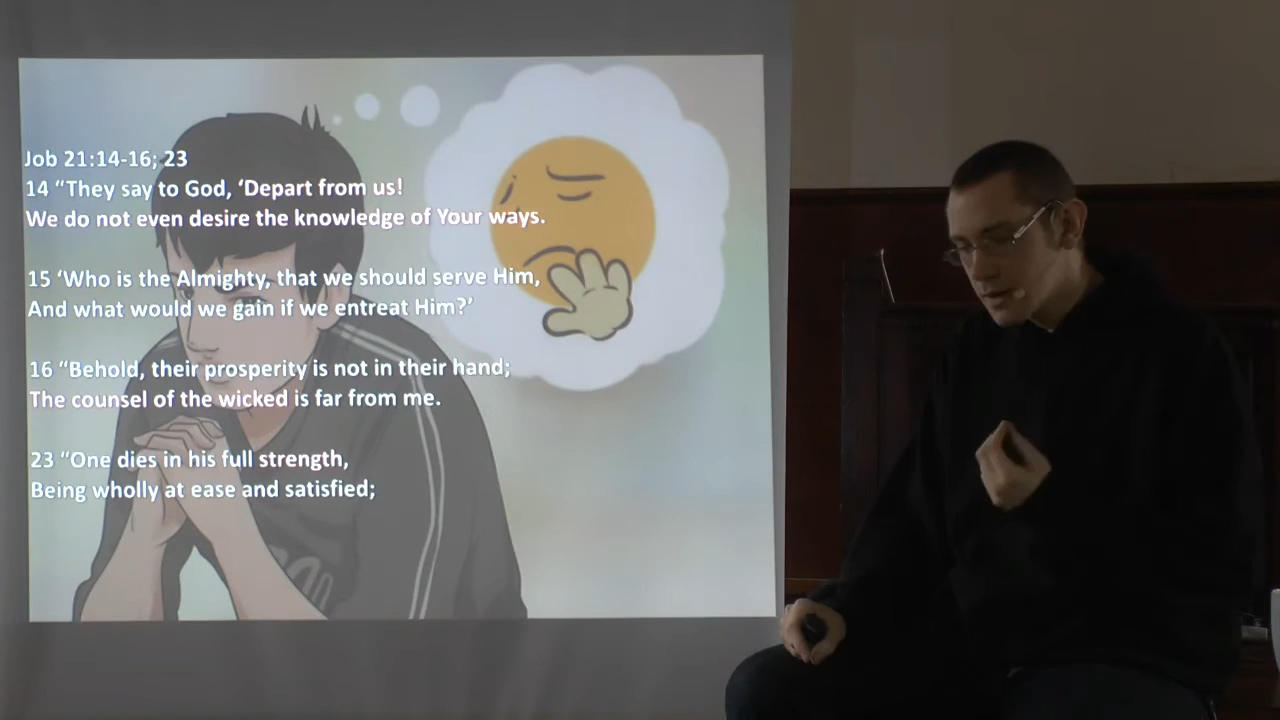 Job 21:14-16; 23
14 “They say to God, ‘Depart from us!
We do not even desire the knowledge of Your ways.
15 ‘Who is the Almighty, that we should serve Him,
And what would we gain if we entreat Him?’
16 “Behold, their prosperity is not in their hand;
The counsel of the wicked is far from me.
23 “One dies in his full strength,
Being wholly at ease and satisfied;